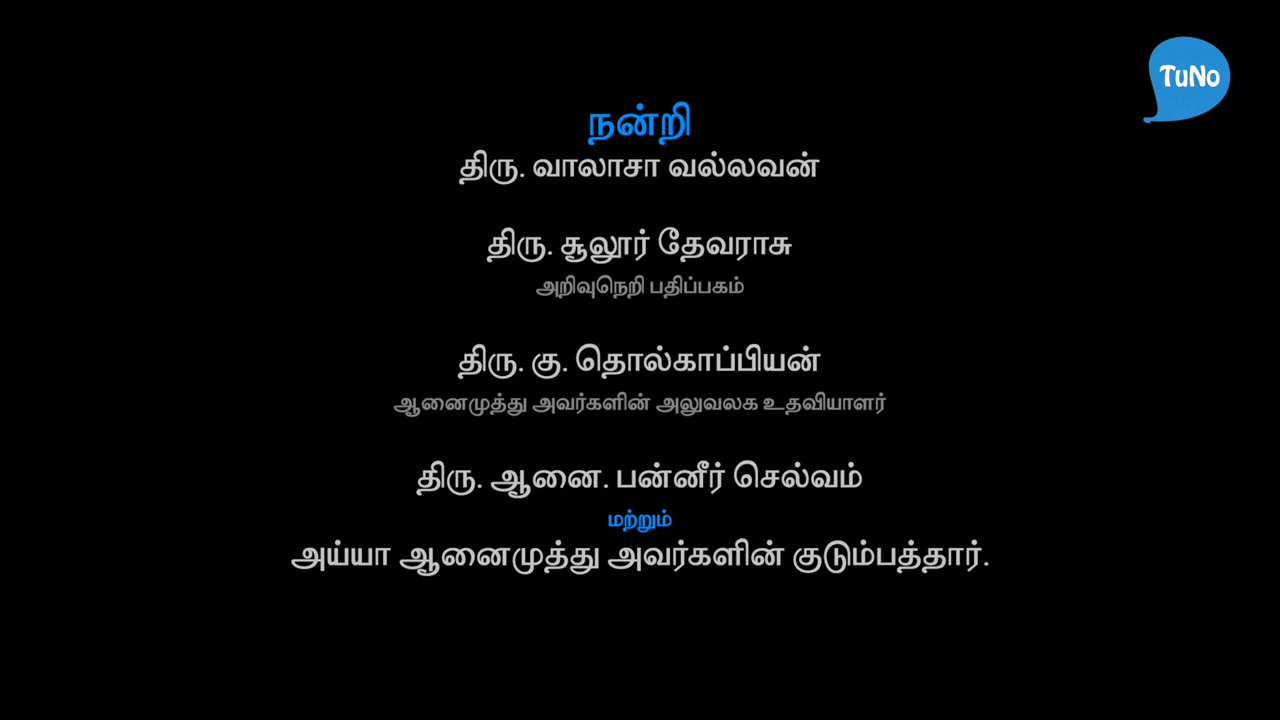 TuNo
நன்றி
திரு. வாலாசா வல்லவன்
திரு. சூலூர் தேவராசு
அறிவுநெறி பதிப்பகம்
திரு. கு. தொல்காப்பியன்
ஆனைமுத்து அவர்களின் அலுவலக உதவியாளர்
திரு. ஆனை. பன்னீர் செல்வம்
மற்றும்
அய்யா ஆனைமுத்து அவர்களின் குடும்பத்தார்.